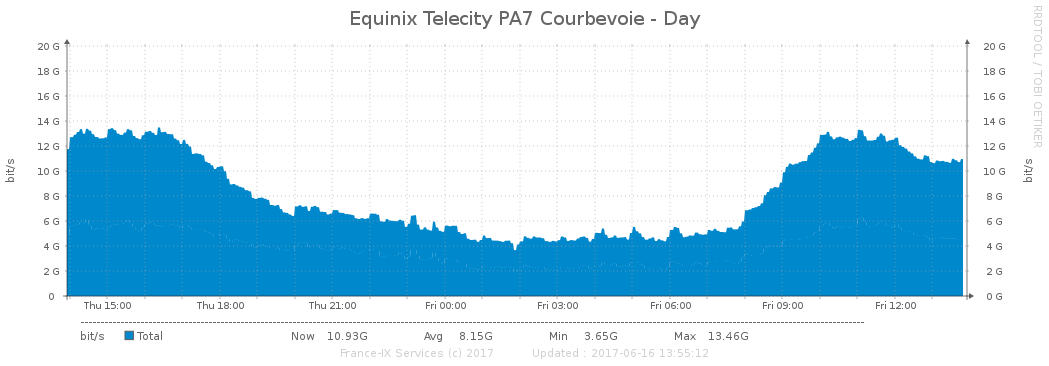 Equinix Telecity PA7 Courbevoie - Day
RRDTOOL / TOBI OETIKER
20 G 20 G
18 G 18 G
16 G 16 G
14 G 14 G
12 G 12 G
10 G 10 G
8 G 8 G
6 G 6 G
4 G 4 G
2 G 2 G
0 0 G
bit/s bit/s
Thu 15:00 Thu 18:00 Thu 21:00 Fri 00:00 Fri 03:00 Fri 06:00 Fri 09:00 Fri 12:00
bit/s Total Now 10.93G Avg 8.15G Min 3.65G Max 13.46G
France-IX Services (c) 2017 Updated : 2017-06-16 13:55:12